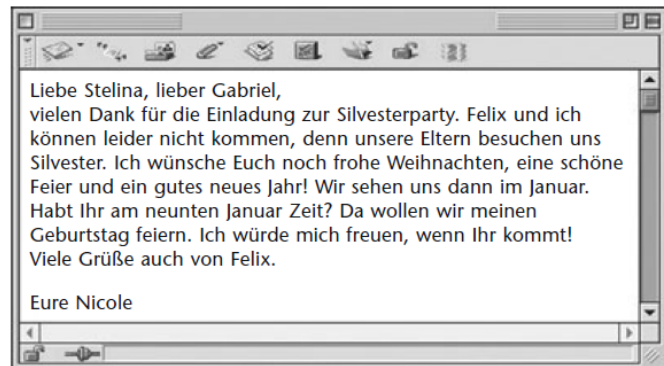 Liebe Stelina, lieber Gabriel,
vielen Dank für die Einladung zur Silvesterparty. Felix und ich
können leider nicht kommen, denn unsere Eltern besuchen uns
Silvester. Ich wünsche Euch noch frohe Weihnachten, eine schöne
Feier und ein gutes neues Jahr! Wir sehen uns dann im Januar.
Habt Ihr am neunten Januar Zeit? Da wollen wir meinen
Geburtstag feiern. Ich würde mich freuen, wenn Ihr kommt!
Viele Grüße auch von Felix.
Eure Nicole